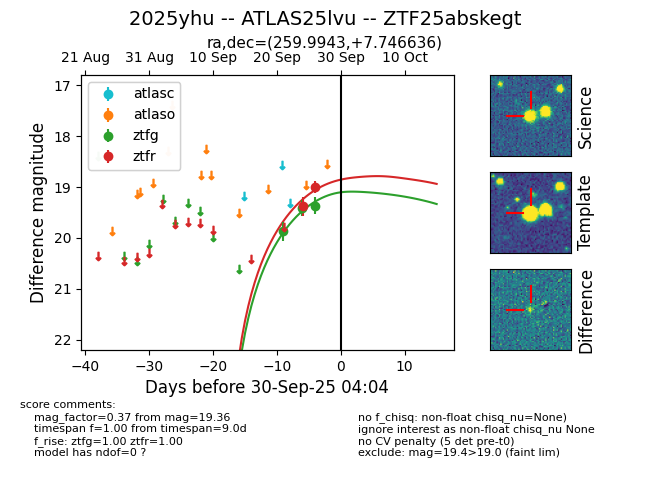 2025yhu -- ATLAS25lvu -- ZTF25abskegt
ra,dec=(259.9943,+7.746636)
21 Aug 31 Aug 10 Sep 20 Sep 30 Sep 10 Oct
17
18
19
20
21
22
Difference magnitude
atlasc
atlaso
ztfg
ztfr
−40 −30 −20 −10 0 10
Days before 30-Sep-25 04:04
Science
Template
Difference
score comments:
mag_factor=0.37 from mag=19.36
timespan f=1.00 from timespan=9.0d
f_rise: ztfg=1.00 ztfr=1.00
model has ndof=0 ?
no f_chisq: non-float chisq_nu=None)
ignore interest as non-float chisq_nu None
no CV penalty (5 det pre-t0)
exclude: mag=19.4>19.0 (faint lim)